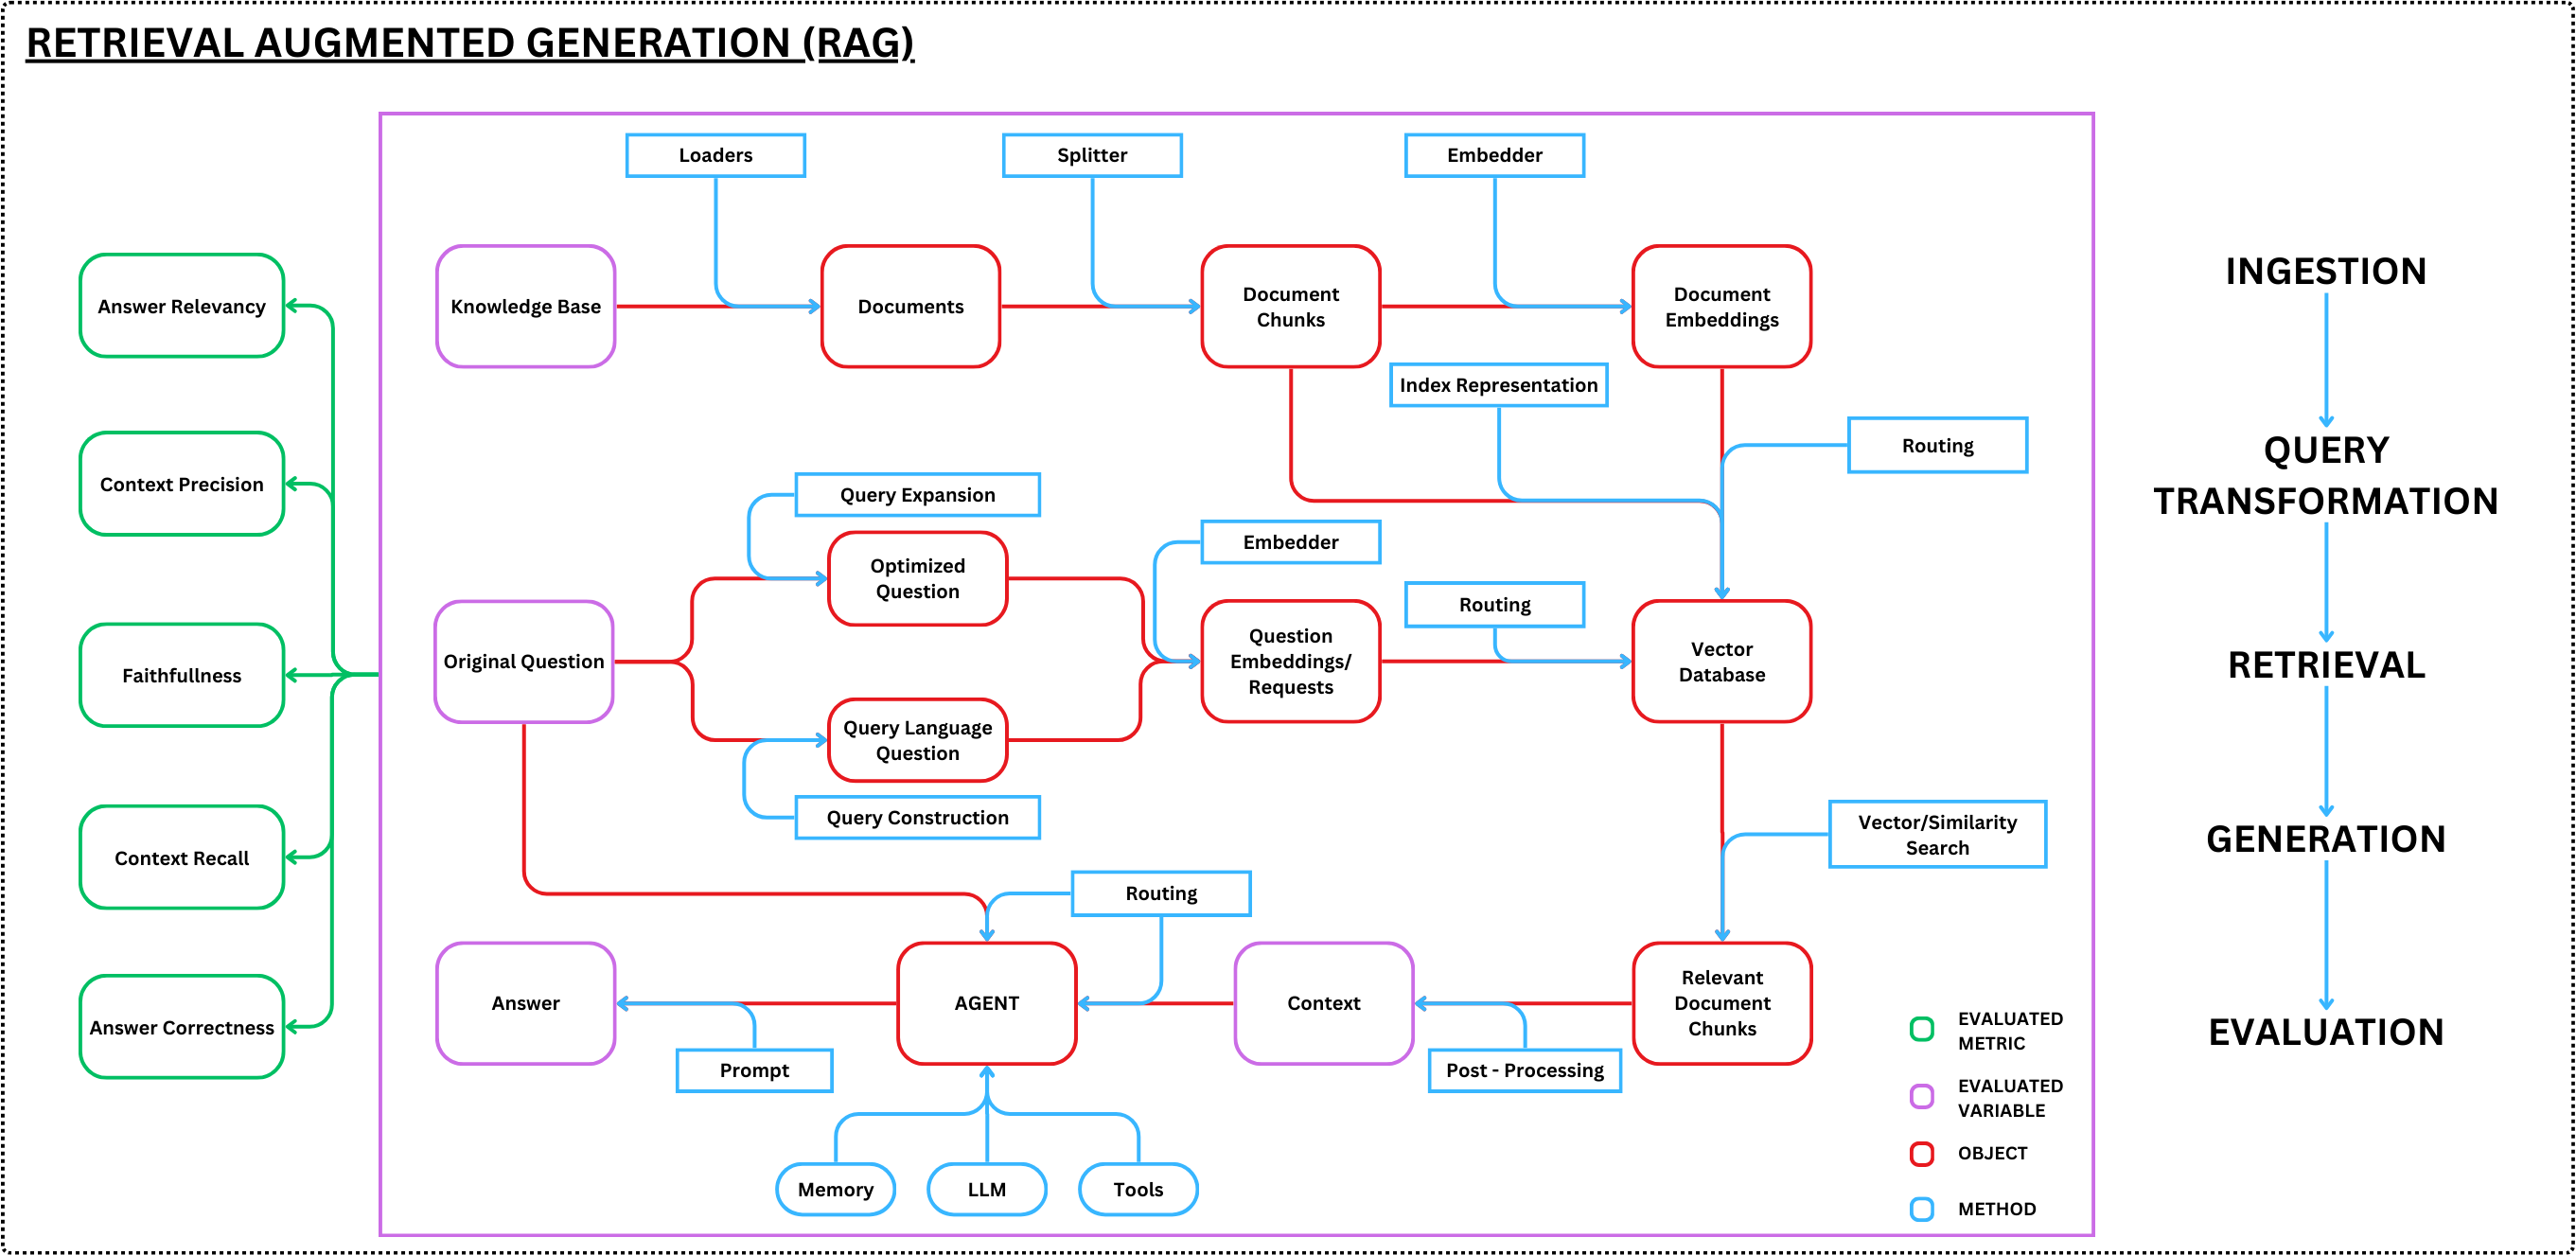 RETRIEVAL AUGMENTED GENERATION (RAG)
Loaders
Splitter
Embedder
Knowledge Base
Documents
Document
Chunks
Document
Embeddings
Index Representation
Routing
Query Expansion
Optimized
Question
Embedder
Original Question
Question
Embeddings/
Requests
Routing
Vector
Database
Query Language
Question
Query Construction
Vector/Similarity
Search
Routing
Answer
AGENT
Context
Relevant
Document
Chunks
Prompt
Post - Processing
Memory
LLM
Tools
Answer Relevancy
Context Precision
Faithfullness
Context Recall
Answer Correctness
EVALUATED
METRIC
EVALUATED
VARIABLE
OBJECT
METHOD
INGESTION
QUERY
TRANSFORMATION
RETRIEVAL
GENERATION
EVALUATION